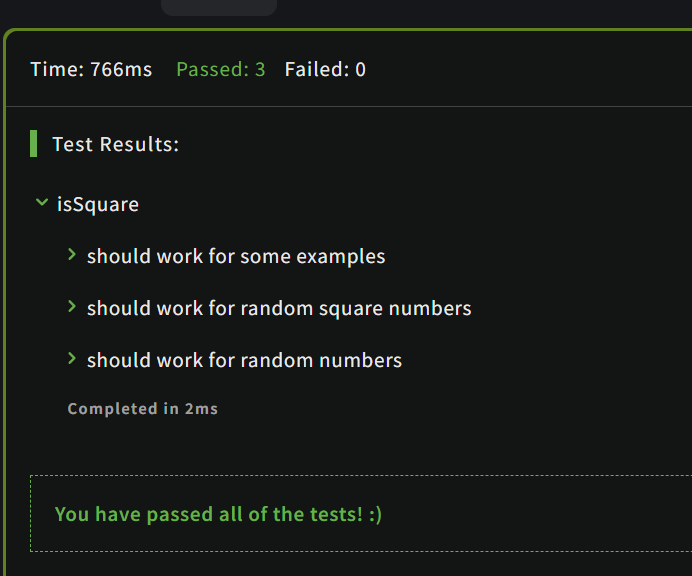 Time: 766ms Passed: 3 Failed: 0
Test Results:
isSquare
should work for some examples
should work for random square numbers
should work for random numbers
Completed in 2ms
You have passed all of the tests! :)